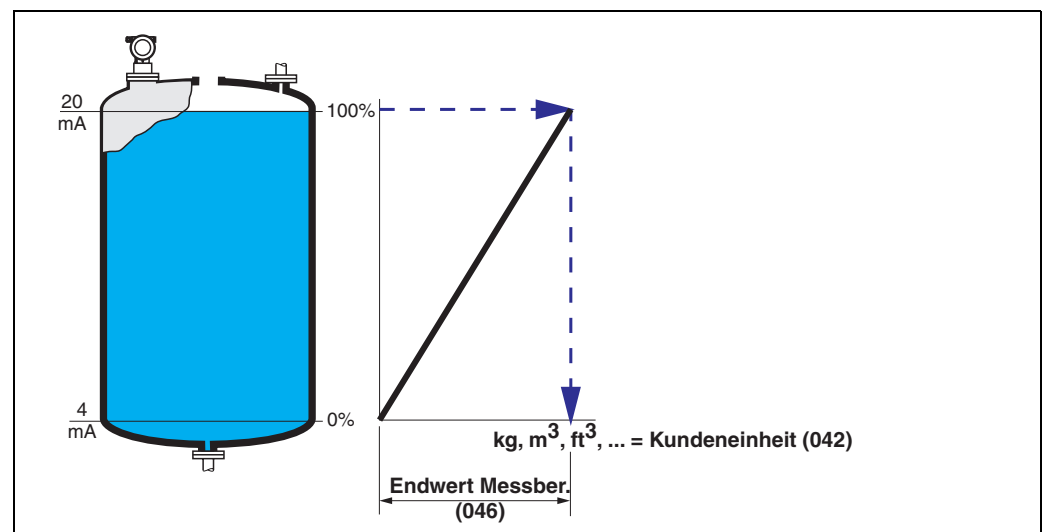 20
mA
100%
4
mA
0%
kg, m³, ft³, ... = Kundeneinheit (042)
Endwert Messber.
(046)